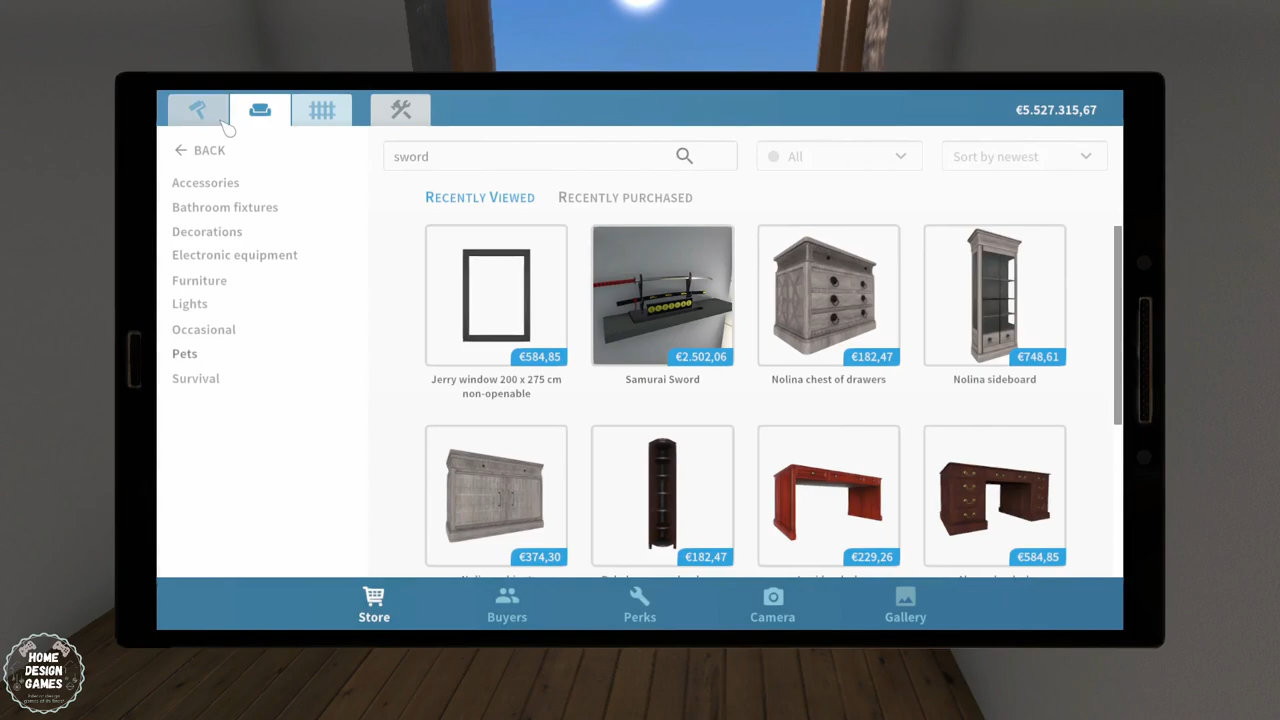 €5.527.315,67
BACK
sword
All
Sort by newest
Accessories
Bathroom fixtures
Decorations
Electronic equipment
Furniture
Lights
Occasional
Pets
Survival
RECENTLY VIEWED
RECENTLY PURCHASED
€584,85
€2.502,06
€182,47
€748,61
Jerry window 200 x 275 cm
non-openable
Samurai Sword
Nolina chest of drawers
Nolina sideboard
€374,30
€182,47
€229,26
€584,85
Store
Buyers
Perks
Camera
Gallery
HOME
DESIGN
GAMES